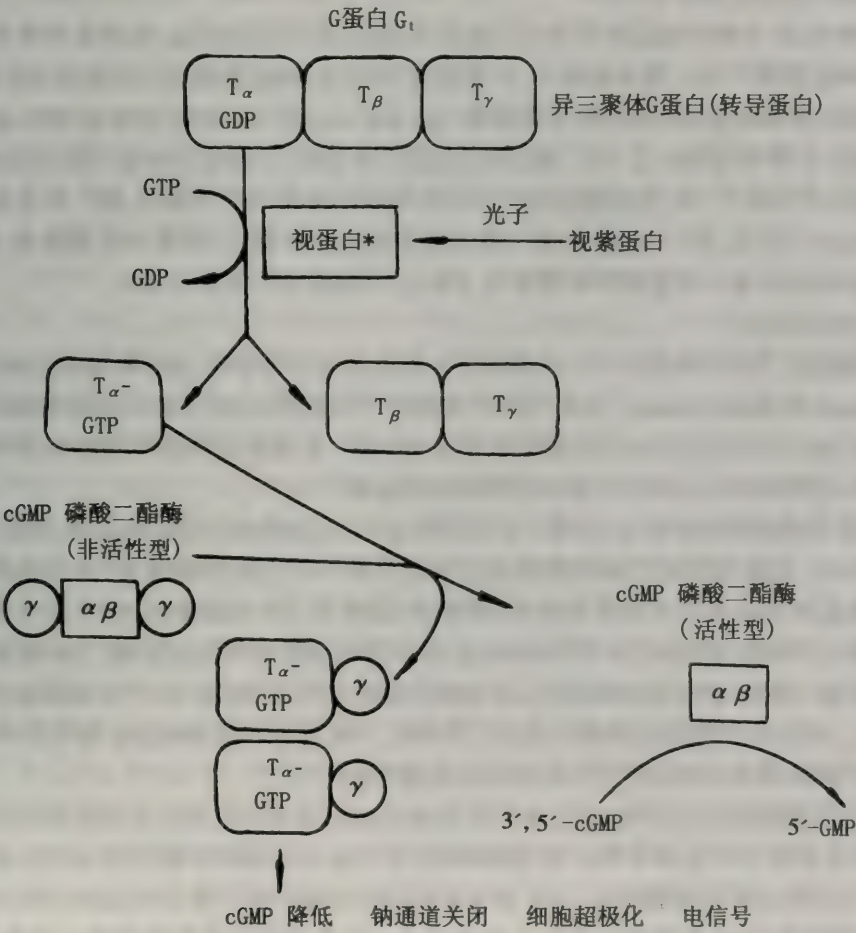 G蛋白 Gt
Tα
GDP
Tβ
Tγ
异三聚体G蛋白(转导蛋白)
GTP
GDP
视蛋白*
光子
视紫蛋白
Tα-
GTP
Tβ
Tγ
cGMP 磷酸二酯酶
(非活性型)
γ
α β
γ
cGMP 磷酸二酯酶
(活性型)
α β
Tα-
GTP
γ
Tα-
GTP
γ
3′,5′-cGMP
5′-GMP
cGMP 降低 钠通道关闭 细胞超极化 电信号